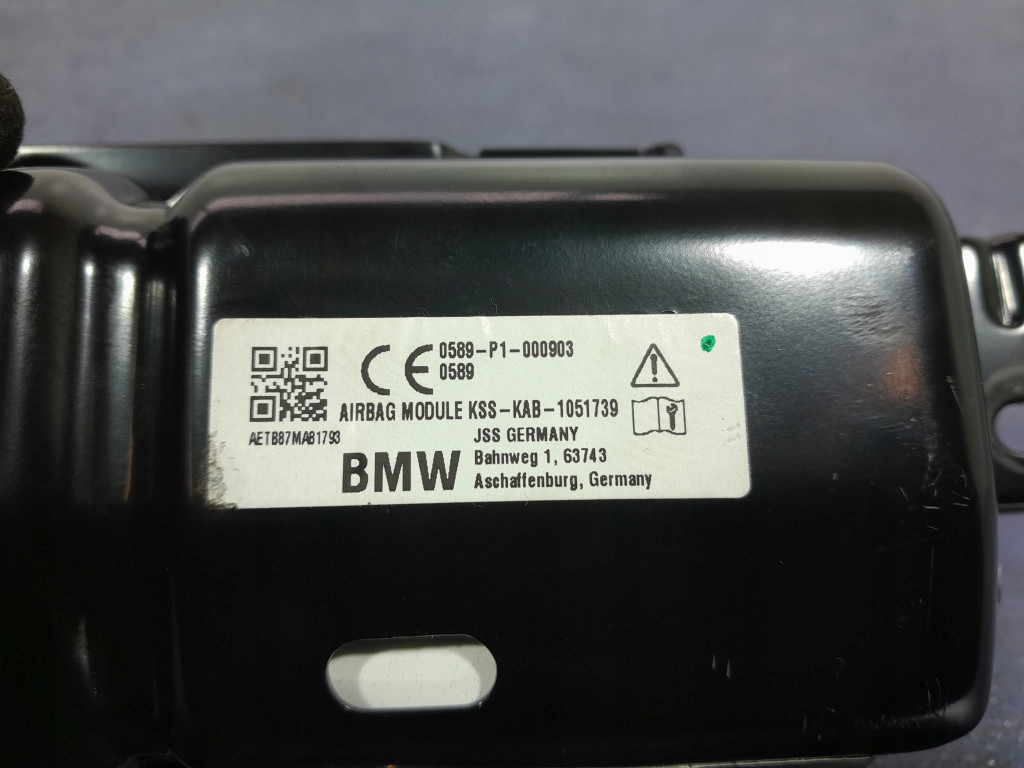 CE 0589-P1-000903
0589
AIRBAG MODULE KSS-KAB-1051739
AETB87MA81793
JSS GERMANY
BMW
Bahnweg 1, 63743
Aschaffenburg, Germany